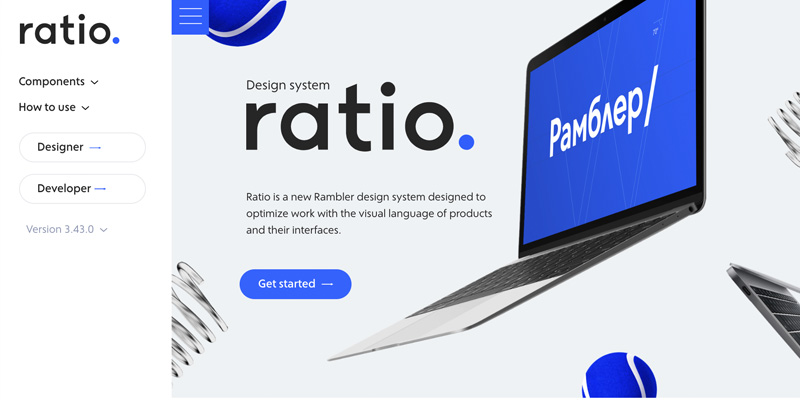 ratio.
Components
How to use
Designer
Developer
Version 3.43.0
Design system
ratio.
Ratio is a new Rambler design system designed to
optimize work with the visual language of products
and their interfaces.
Get started
Рамблер/